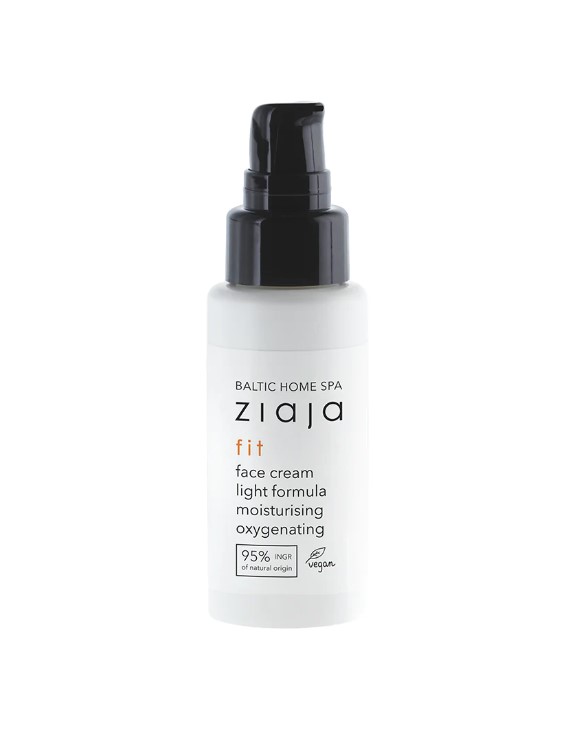 BALTIC HOME SPA
ziaja
fit
face cream
light formula
moisturising
oxygenating
95% INGR
of natural origin
vegan